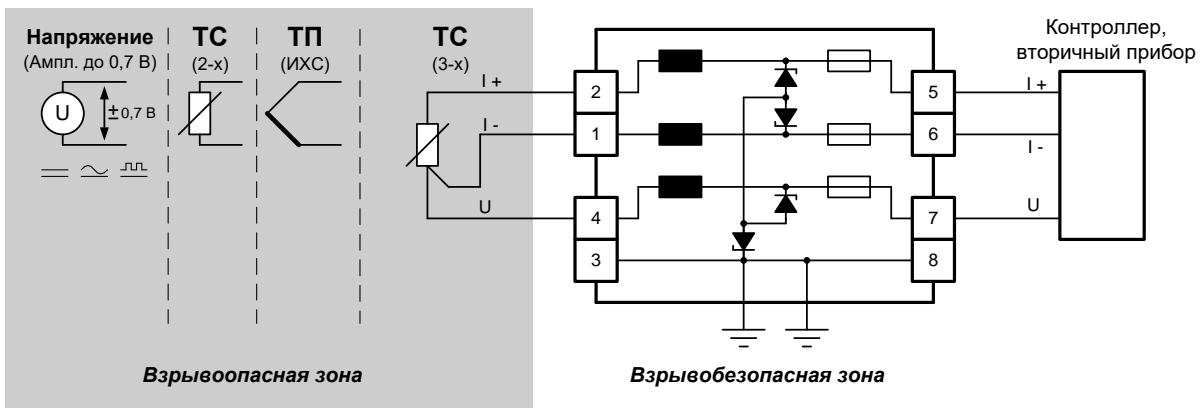 Напряжение
(Ампл. до 0,7 В)
U
± 0,7 В
ТС
(2-х)
ТП
(ИХС)
ТС
(3-х)
I +
I -
U
2
1
4
3
5
6
7
8
I +
I -
U
Контроллер,
вторичный прибор
Взрывоопасная зона
Взрывобезопасная зона